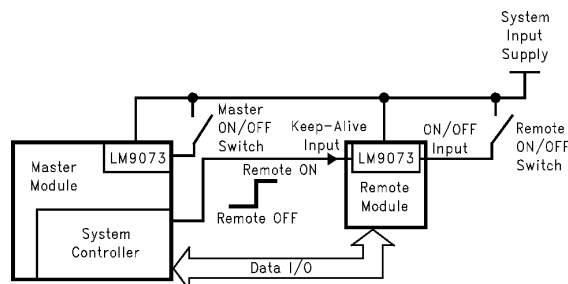 System
Input
Supply
Master
ON/OFF
Switch
Keep-Alive
Input
ON/OFF
Input
Remote
ON/OFF
Switch
LM9073
Master
Module
Remote ON
Remote OFF
LM9073
Remote
Module
System
Controller
Data I/O